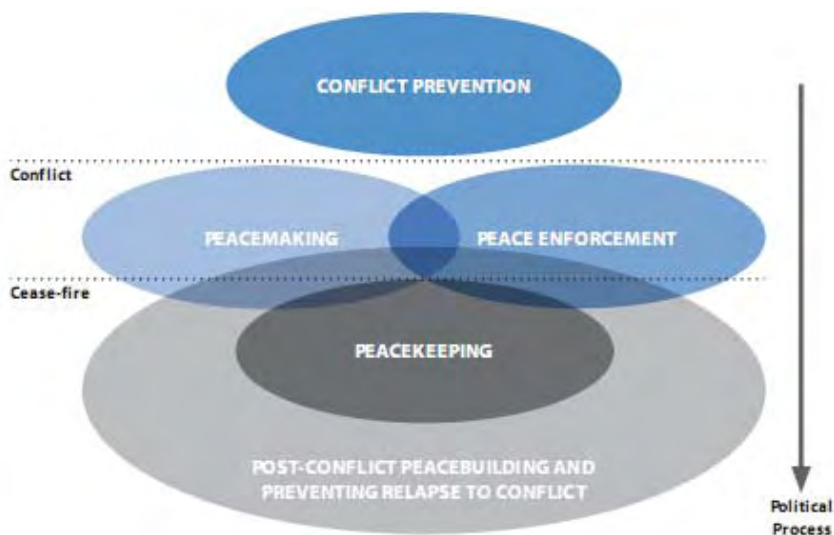 CONFLICT PREVENTION
Conflict
PEACEMAKING
PEACE ENFORCEMENT
Cease-fire
PEACEKEEPING
POST-CONFLICT PEACEBUILDING AND
PREVENTING RELAPSE TO CONFLICT
Political
Process